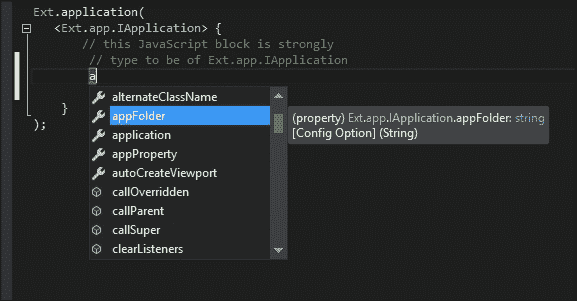 Ext.application(
<Ext.app.IApplication> {
// this JavaScript block is strongly
// type to be of Ext.app.IApplication
a
alternateClassName
appFolder
application
appProperty
autoCreateViewport
callOverridden
callParent
callSuper
clearListeners
(property) Ext.app.IApplication.appFolder: string
[Config Option] (String)
}
);